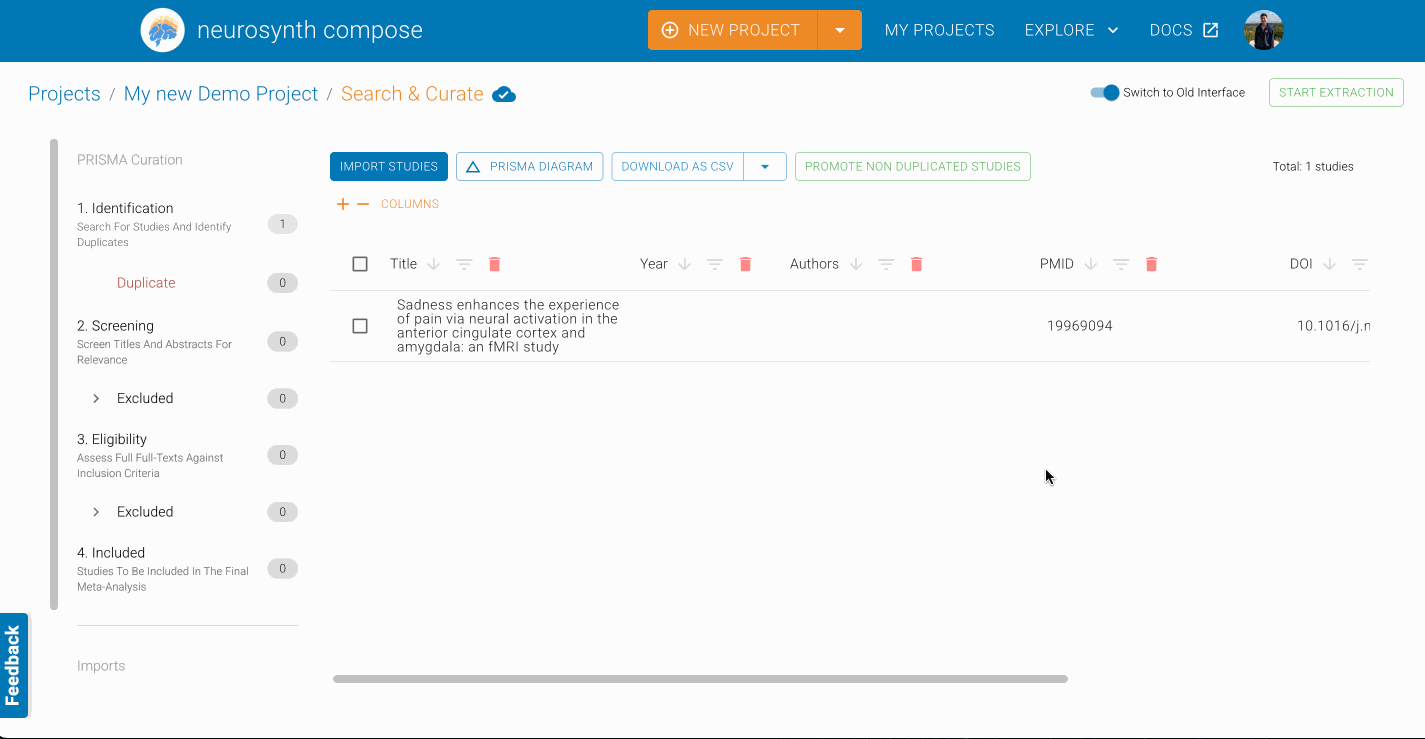 neurosynth compose
NEW PROJECT
MY PROJECTS
EXPLORE
DOCS
Projects / My new Demo Project / Search & Curate
Switch to Old Interface
START EXTRACTION
PRISMA Curation
1. Identification
Search For Studies And Identify
Duplicates
1
Duplicate
0
2. Screening
Screen Titles And Abstracts For
Relevance
0
Excluded
0
3. Eligibility
Assess Full Full-Texts Against
Inclusion Criteria
0
Excluded
0
4. Included
Studies To Be Included In The Final
Meta-Analysis
0
Imports
Feedback
IMPORT STUDIES
PRISMA DIAGRAM
DOWNLOAD AS CSV
PROMOTE NON DUPLICATED STUDIES
Total: 1 studies
COLUMNS
Title Year Authors PMID DOI
Sadness enhances the experience
of pain via neural activation in the
anterior cingulate cortex and
amygdala: an fMRI study
19969094
10.1016/j.n